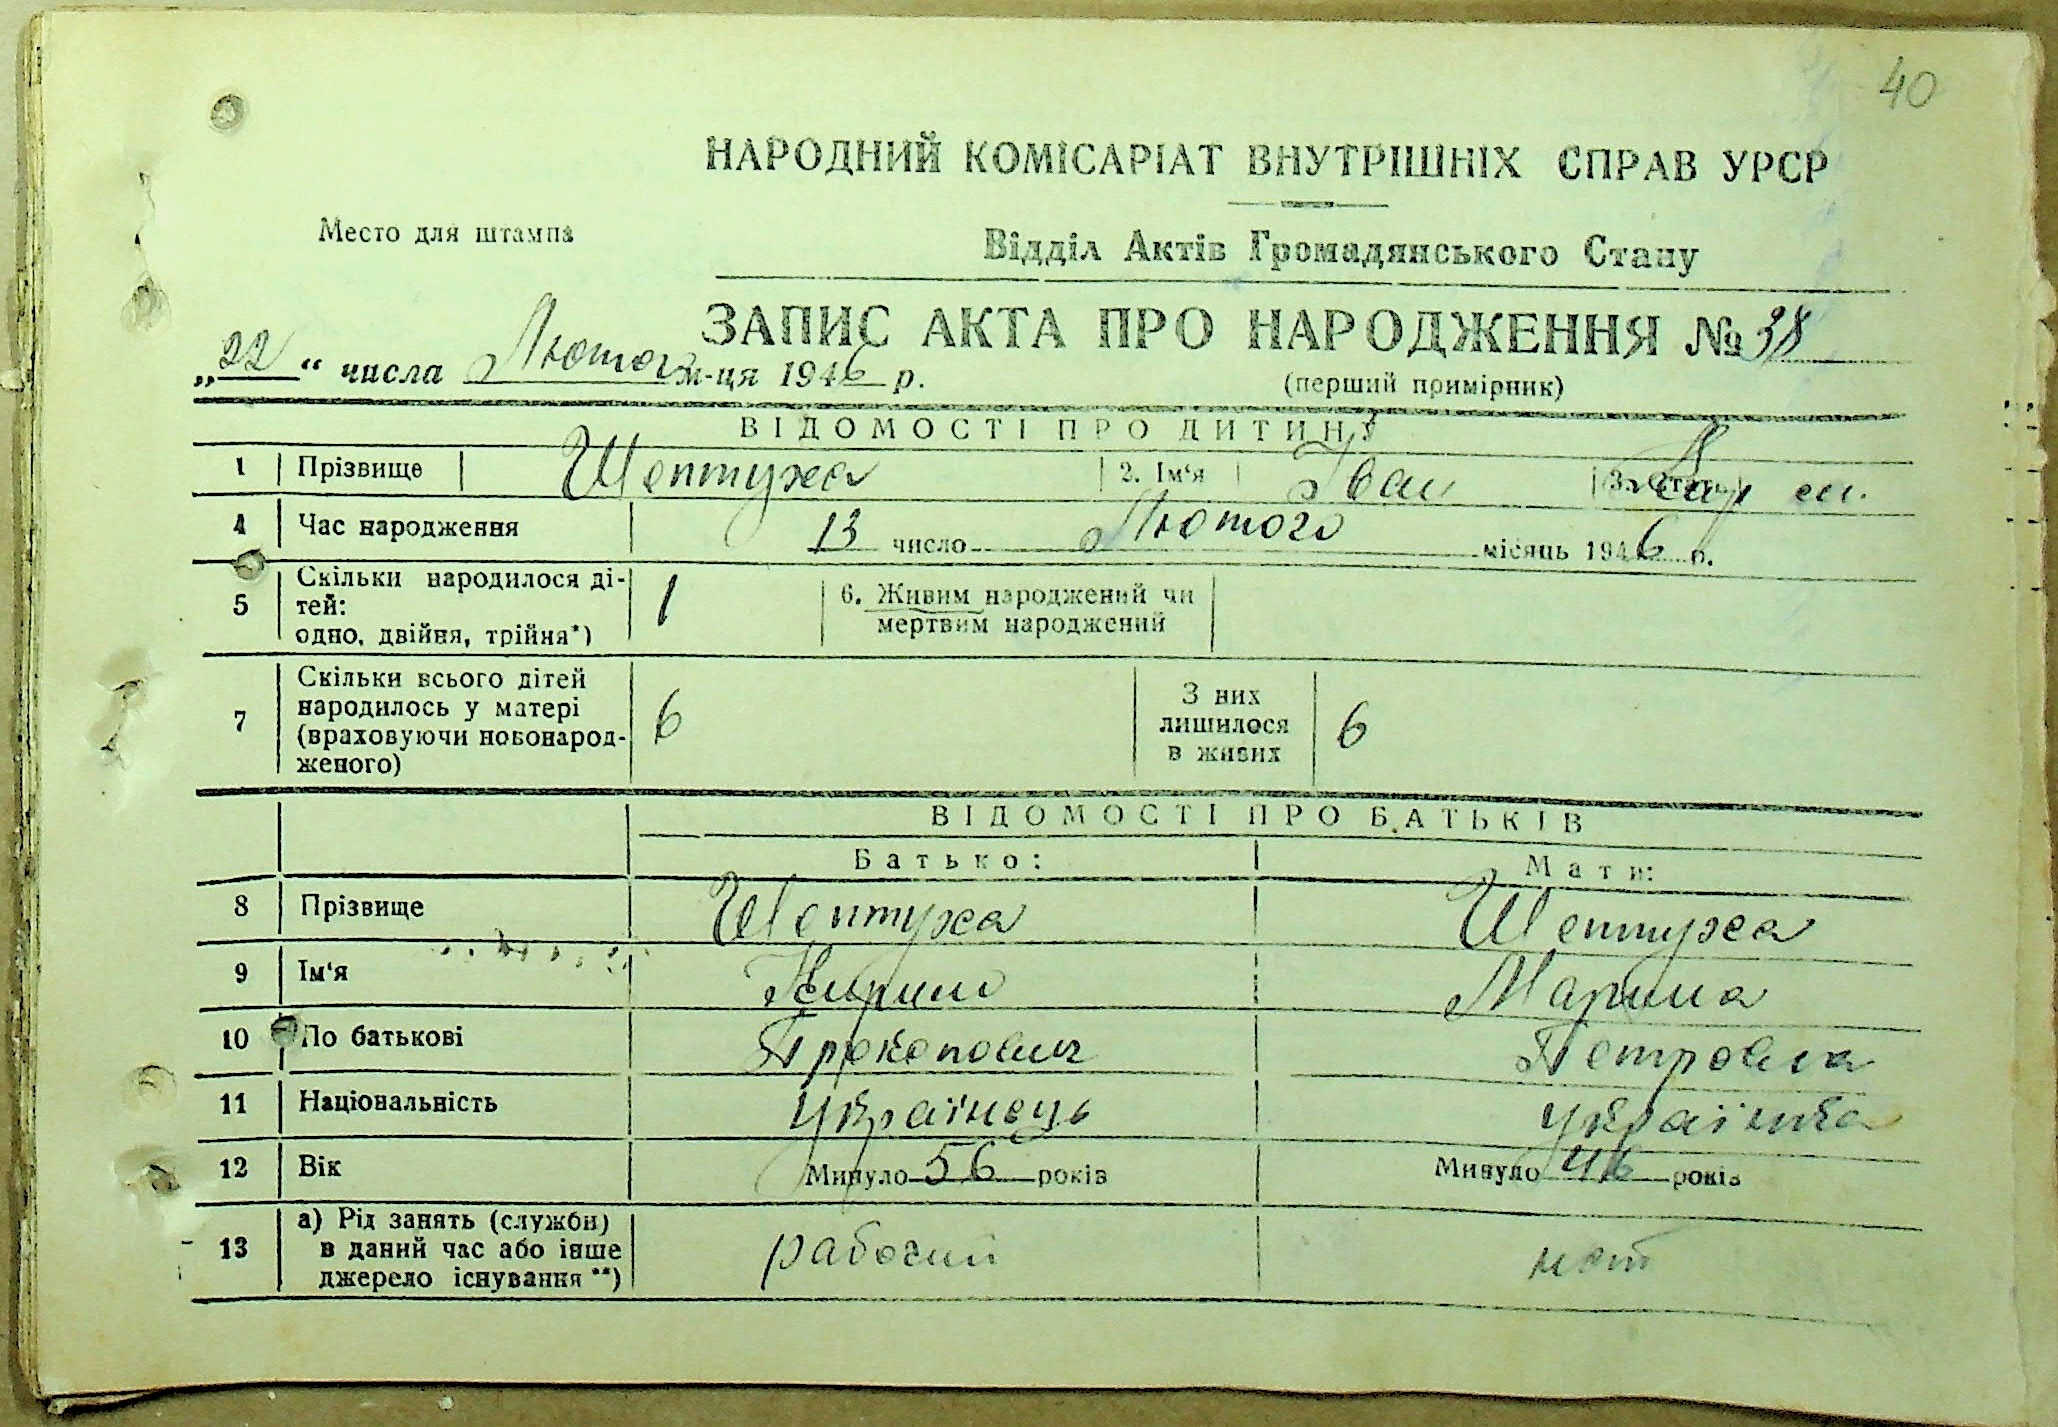 40
НАРОДНИЙ КОМІСАРІАТ ВНУТРІШНІХ СПРАВ УРСР
Место для штампа
Відділ Актів Громадянського Стану
ЗАПИС АКТА ПРО НАРОДЖЕННЯ № 38
„22“ числа Лютого м-ця 1946 р.
(перший примірник)
ВІДОМОСТІ ПРО ДИТИНУ
1 Прізвище Шептуха 2. Ім‘я Іван 3. Стать
4 Час народження 13 число Лютого місяць 1946 р.
5 Скільки народилося ді-
тей:
одно, двійня, трійня*) 1 6. Живим народжений чи
мертвим народжений
7 Скільки всього дітей
народилось у матері
(враховуючи новонарод-
женого) 6 З них
лишилося
в живих 6
ВІДОМОСТІ ПРО БАТЬКІВ
Батько: Мати:
8 Прізвище Шептуха Шептуха
9 Ім‘я Кирило Марина
10 По батькові Прокопович Петровна
11 Національність Українець Українка
12 Вік Минуло 56 років Минуло 46 років
13 а) Рід занять (служби)
в даний час або інше
джерело існування **) рабочий нет